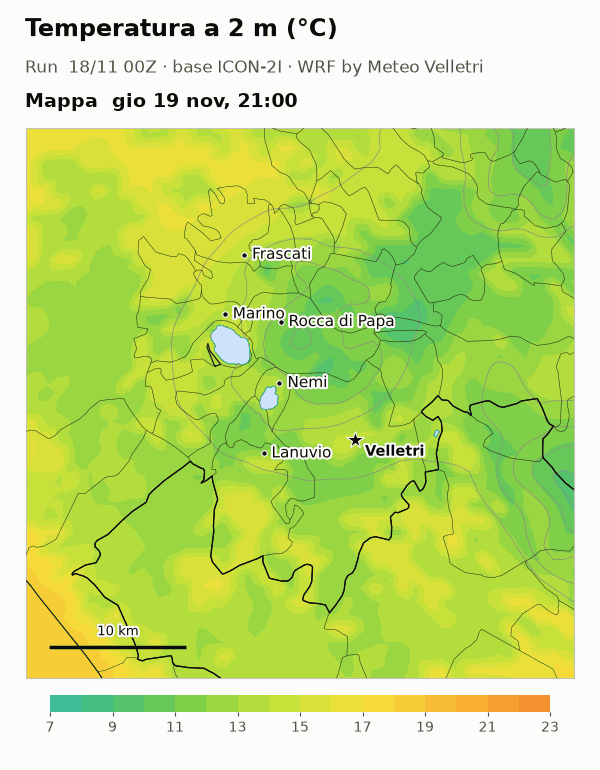 Temperatura a 2 m (°C)
Run  18/11 00Z · base ICON-2I · WRF by Meteo Velletri
Mappa  gio 19 nov, 21:00
Frascati
Marino
Rocca di Papa
Nemi
Velletri
Lanuvio
10 km
7 9 11 13 15 17 19 21 23